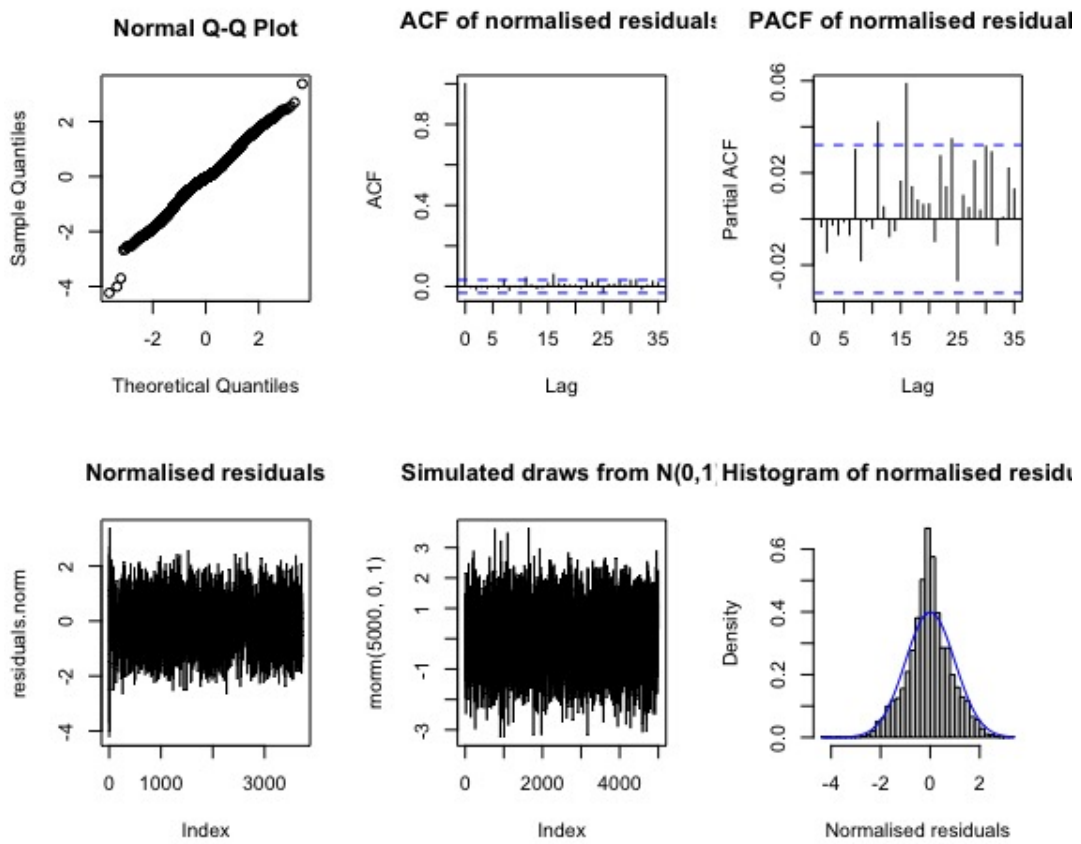 Normal Q-Q Plot
Sample Quantiles
2
0
-2
-4
-2 0 2
Theoretical Quantiles
ACF of normalised residuals
ACF
0.8
0.4
0.0
0 5 15 25 35
Lag
PACF of normalised residual
Partial ACF
0.06
0.02
-0.02
0 5 15 25 35
Lag
Normalised residuals
residuals.norm
2
0
-2
-4
0 1000 3000
Index
Simulated draws from N(0,1)
rnorm(5000, 0, 1)
3
2
1
-1
-3
0 2000 4000
Index
Histogram of normalised residu
Density
0.6
0.4
0.2
0.0
-4 -2 0 2
Normalised residuals